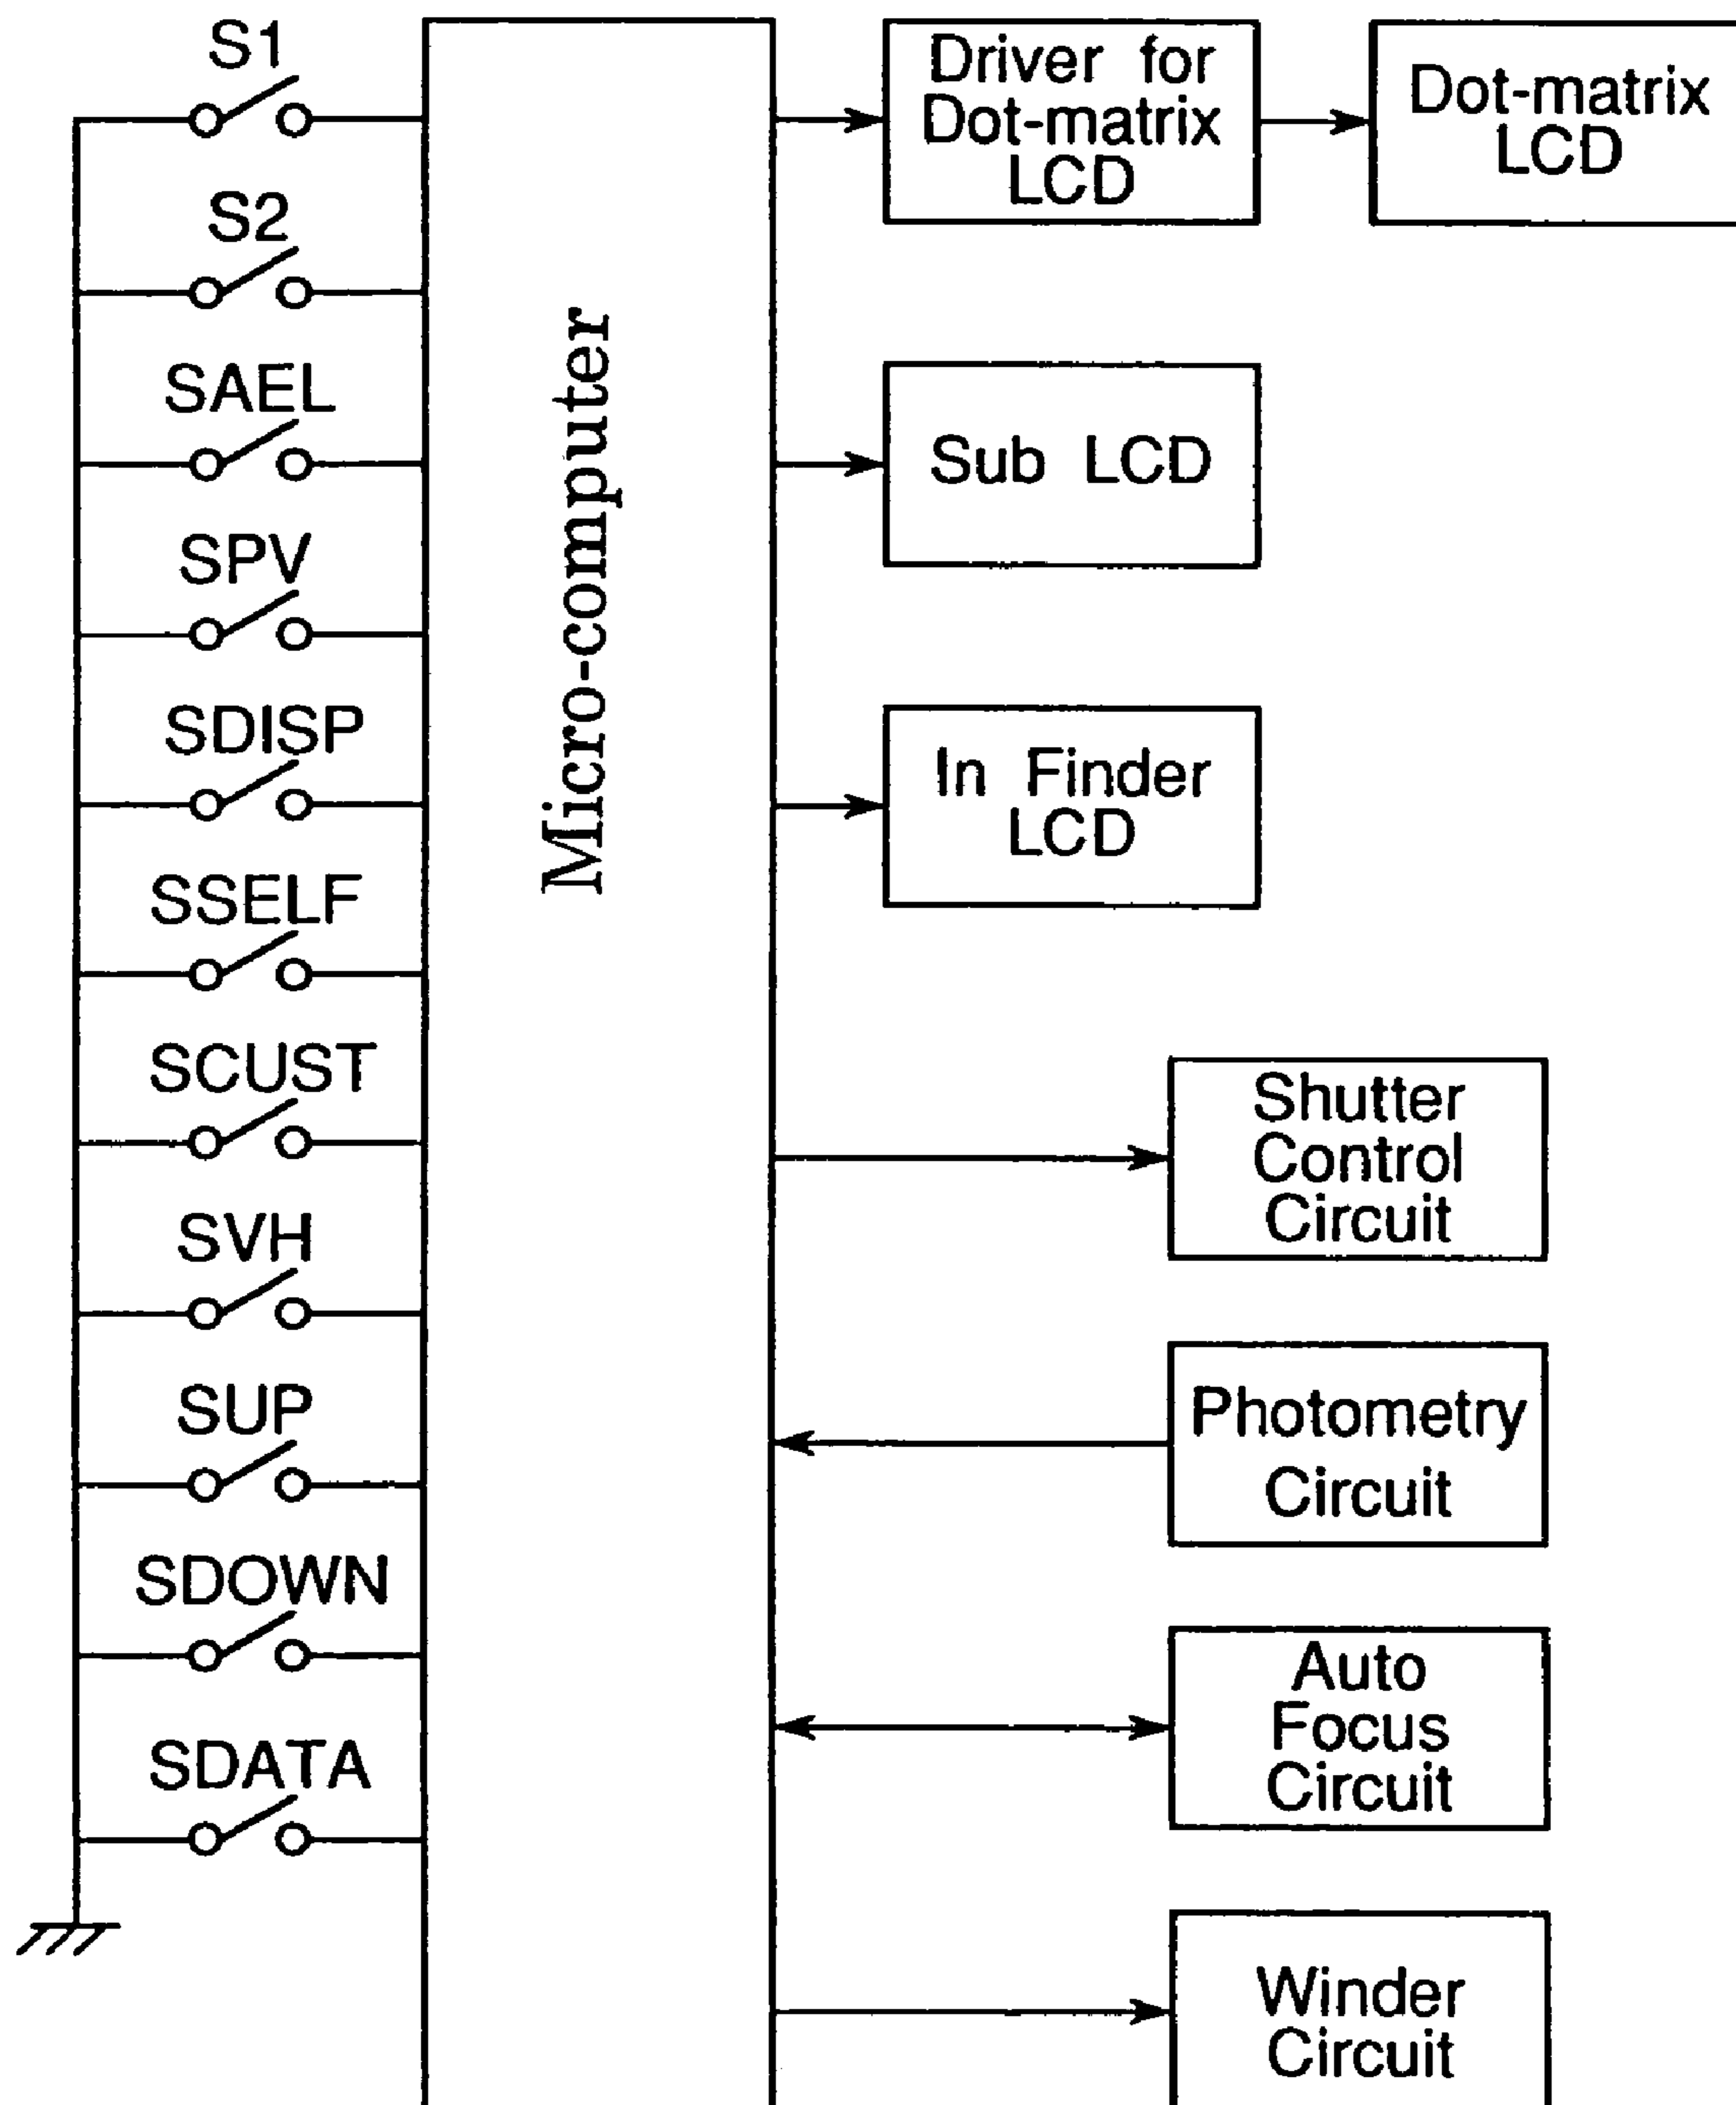 S1
S2
SAEL
SPV
SDISP
SSELF
SCUST
SVH
SUP
SDOWN
SDATA
Micro-computer
Driver for
Dot-matrix
LCD
Dot-matrix
LCD
Sub LCD
In Finder
LCD
Shutter
Control
Circuit
Photometry
Circuit
Auto
Focus
Circuit
Winder
Circuit